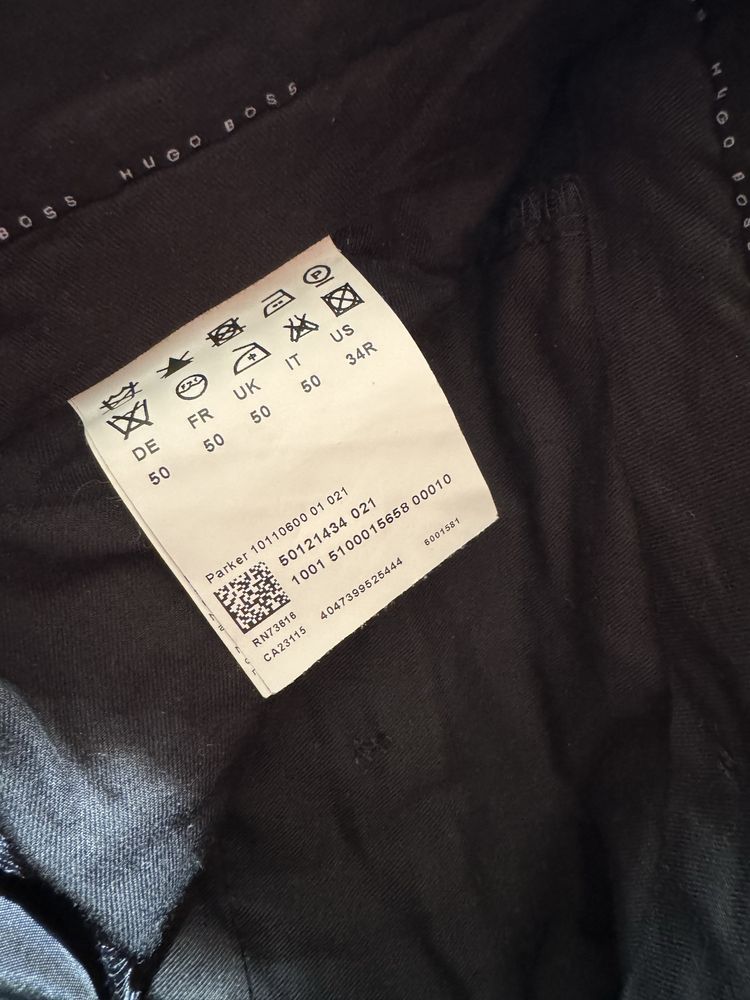 BOSS HUGO BOSS
HUGO BOSS
DE FR UK IT US
50 50 50 50 34R
Parker 10110600 01 021
50121434 021
1001 5100015658 00010
RN73616
CA23115 4047399525444 6001581